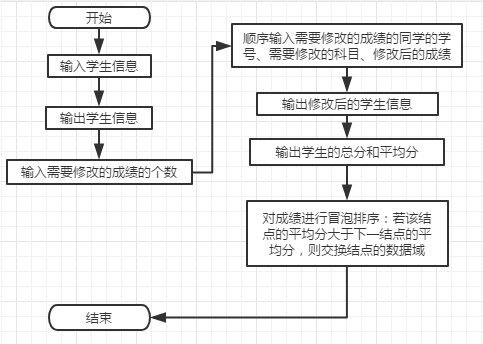 开始
输入学生信息
输出学生信息
输入需要修改的成绩的个数
顺序输入需要修改的成绩的同学的学
号、需要修改的科目、修改后的成绩
输出修改后的学生信息
输出学生的总分和平均分
对成绩进行冒泡排序：若该结
点的平均分大于下一结点的平
均分，则交换结点的数据域
结束